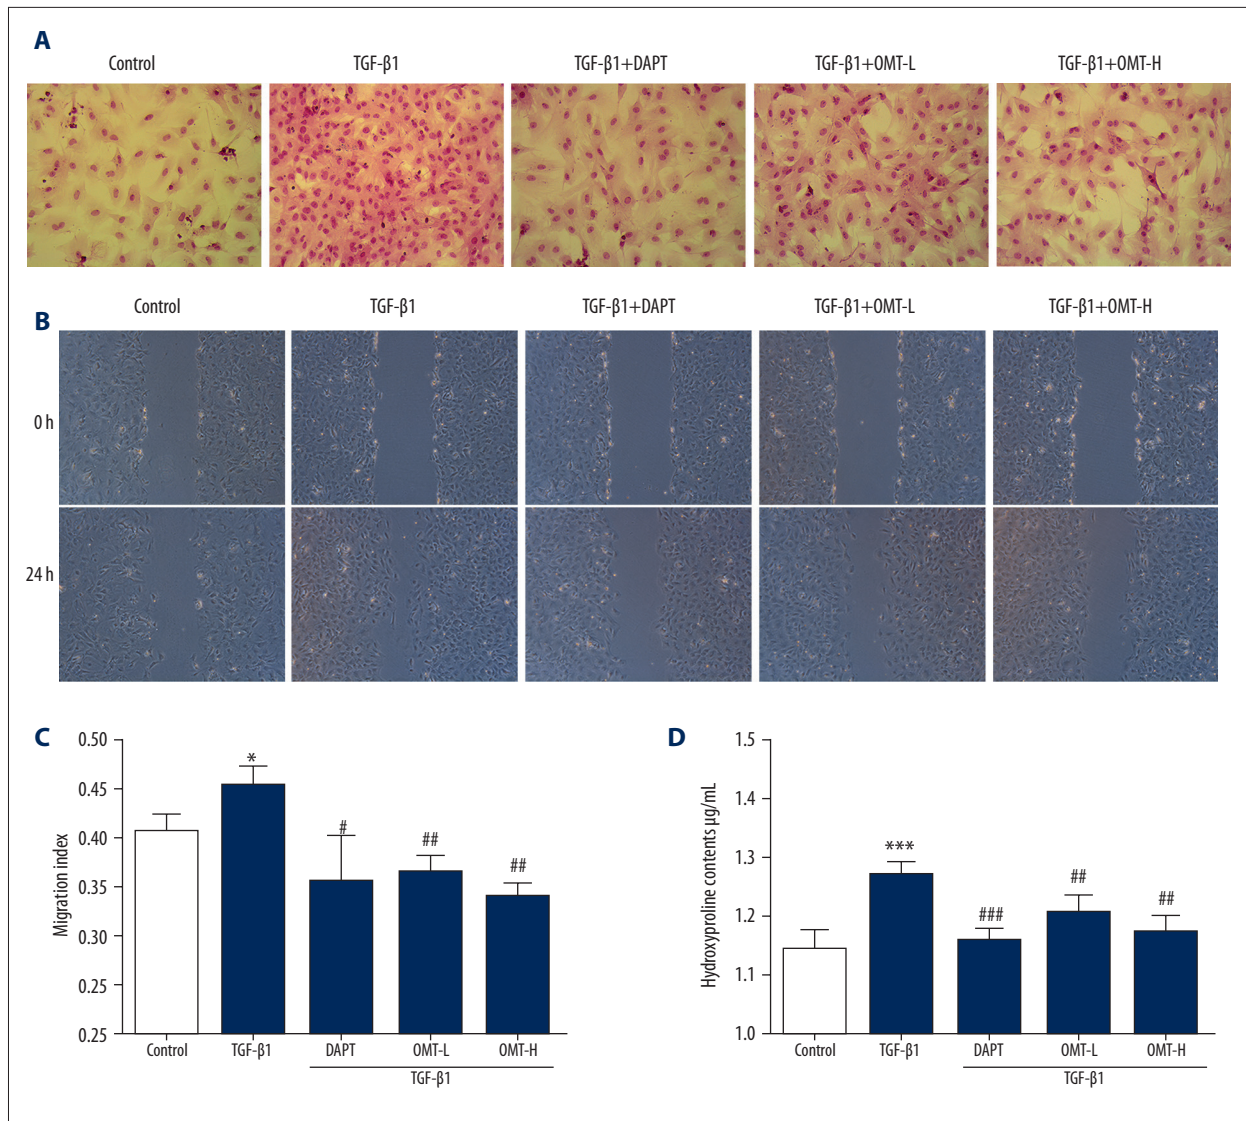 A
Control TGF-β1 TGF-β1+DAPT TGF-β1+OMT-L TGF-β1+OMT-H
B
Control TGF-β1 TGF-β1+DAPT TGF-β1+OMT-L TGF-β1+OMT-H
0 h
24 h
C
Migration index
0.50
0.45
0.40
0.35
0.30
0.25
0.25
*
#
##
##
Control TGF-β1 DAPT OMT-L OMT-H
TGF-β1
D
Hydroxyproline contents µg/mL
1.5
1.4
1.3
1.2
1.1
1.0
***
###
##
##
Control TGF-β1 DAPT OMT-L OMT-H
TGF-β1